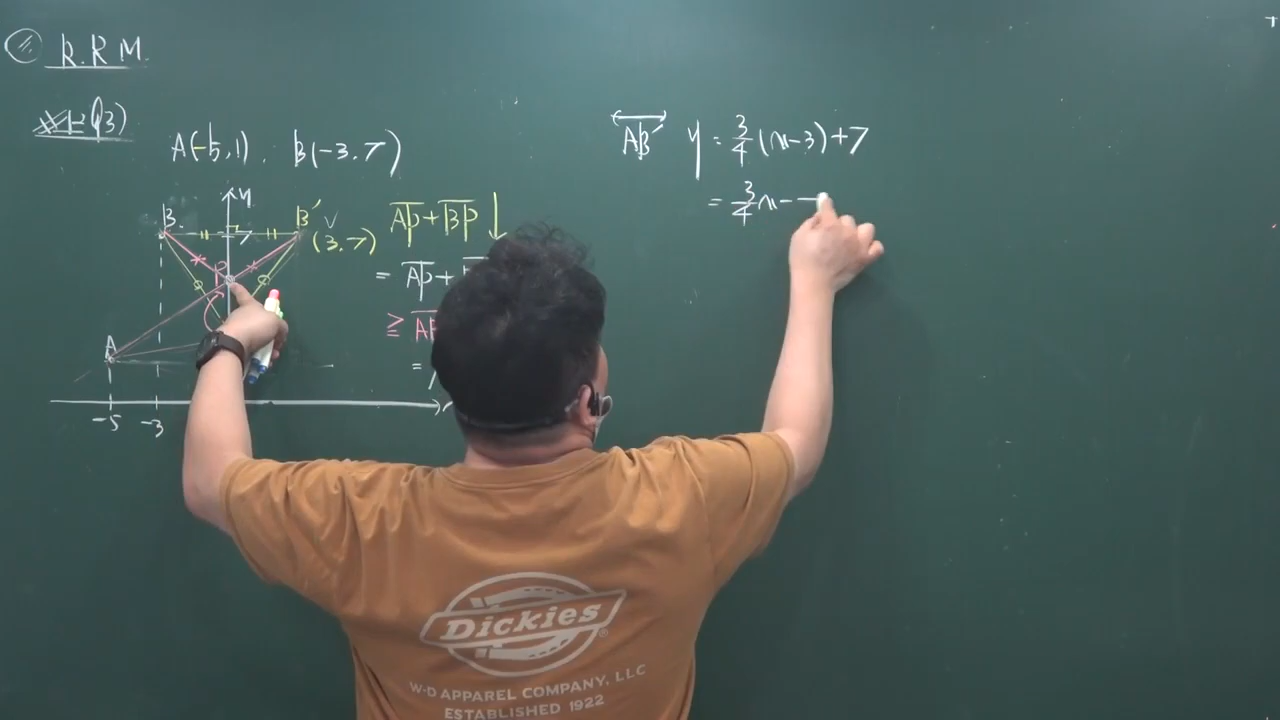 R.R M.
A(-5,1). B(-3,7)
y
B
B′
7
(3,7)
P
A
-5
-3
AP + BP ↓
= AP +
≥
=
AB′ y = 3/4 (x-3)+7
= 3/4 x -
Dickies
®
W-D APPAREL COMPANY, LLC
ESTABLISHED 1922